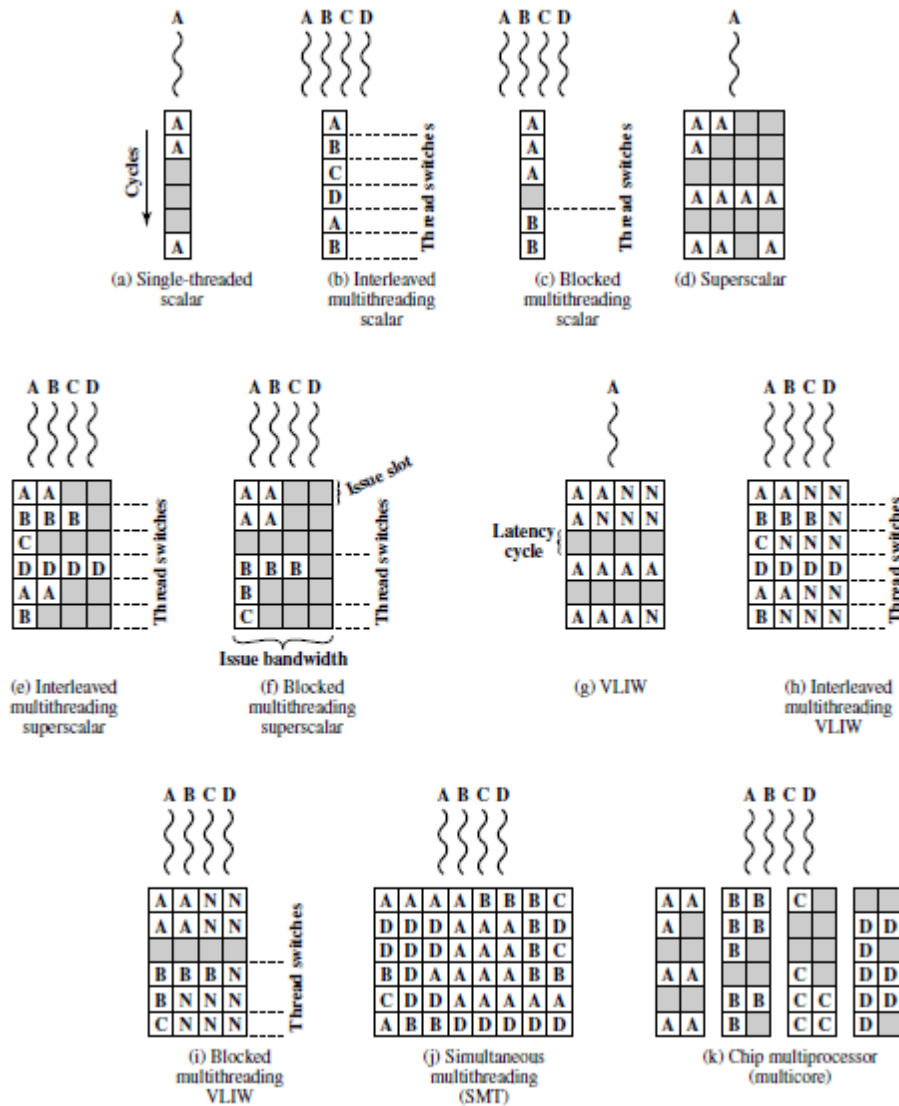 A
A B C D
A B C D
A
A
A
A
Cycles
A
B
C
D
A
B
Thread switches
A
A
A
B
B
Thread switches
A A
A
A A A A
A A A
(a) Single-threaded
scalar
(b) Interleaved
multithreading
scalar
(c) Blocked
multithreading
scalar
(d) Superscalar
A B C D
A B C D
A
A B C D
A A
B B B
C
D D D D
A A
B
Thread switches
A A
A A
B B B
B
C
Issue slot
Thread switches
Issue bandwidth
Latency
cycle
A A N N
A N N N
A A A A
A A A N
A A N N
B B B N
C N N N
D D D D
A A N N
B N N N
Thread switches
(e) Interleaved
multithreading
superscalar
(f) Blocked
multithreading
superscalar
(g) VLIW
(h) Interleaved
multithreading
VLIW
A B C D
A B C D
A B C D
A A N N
A A N N
B B B N
B N N N
C N N N
Thread switches
A A A A B B B C
D D D A A A B D
D D D A A A B C
B D A A A A B B
C D D A A A A A
A B B D D D D D
A A
A
A A
A A
B B
B B
B
B B
B
C
C
C C
C C
D D
D
D D
D D
D
(i) Blocked
multithreading
VLIW
(j) Simultaneous
multithreading
(SMT)
(k) Chip multiprocessor
(multicore)